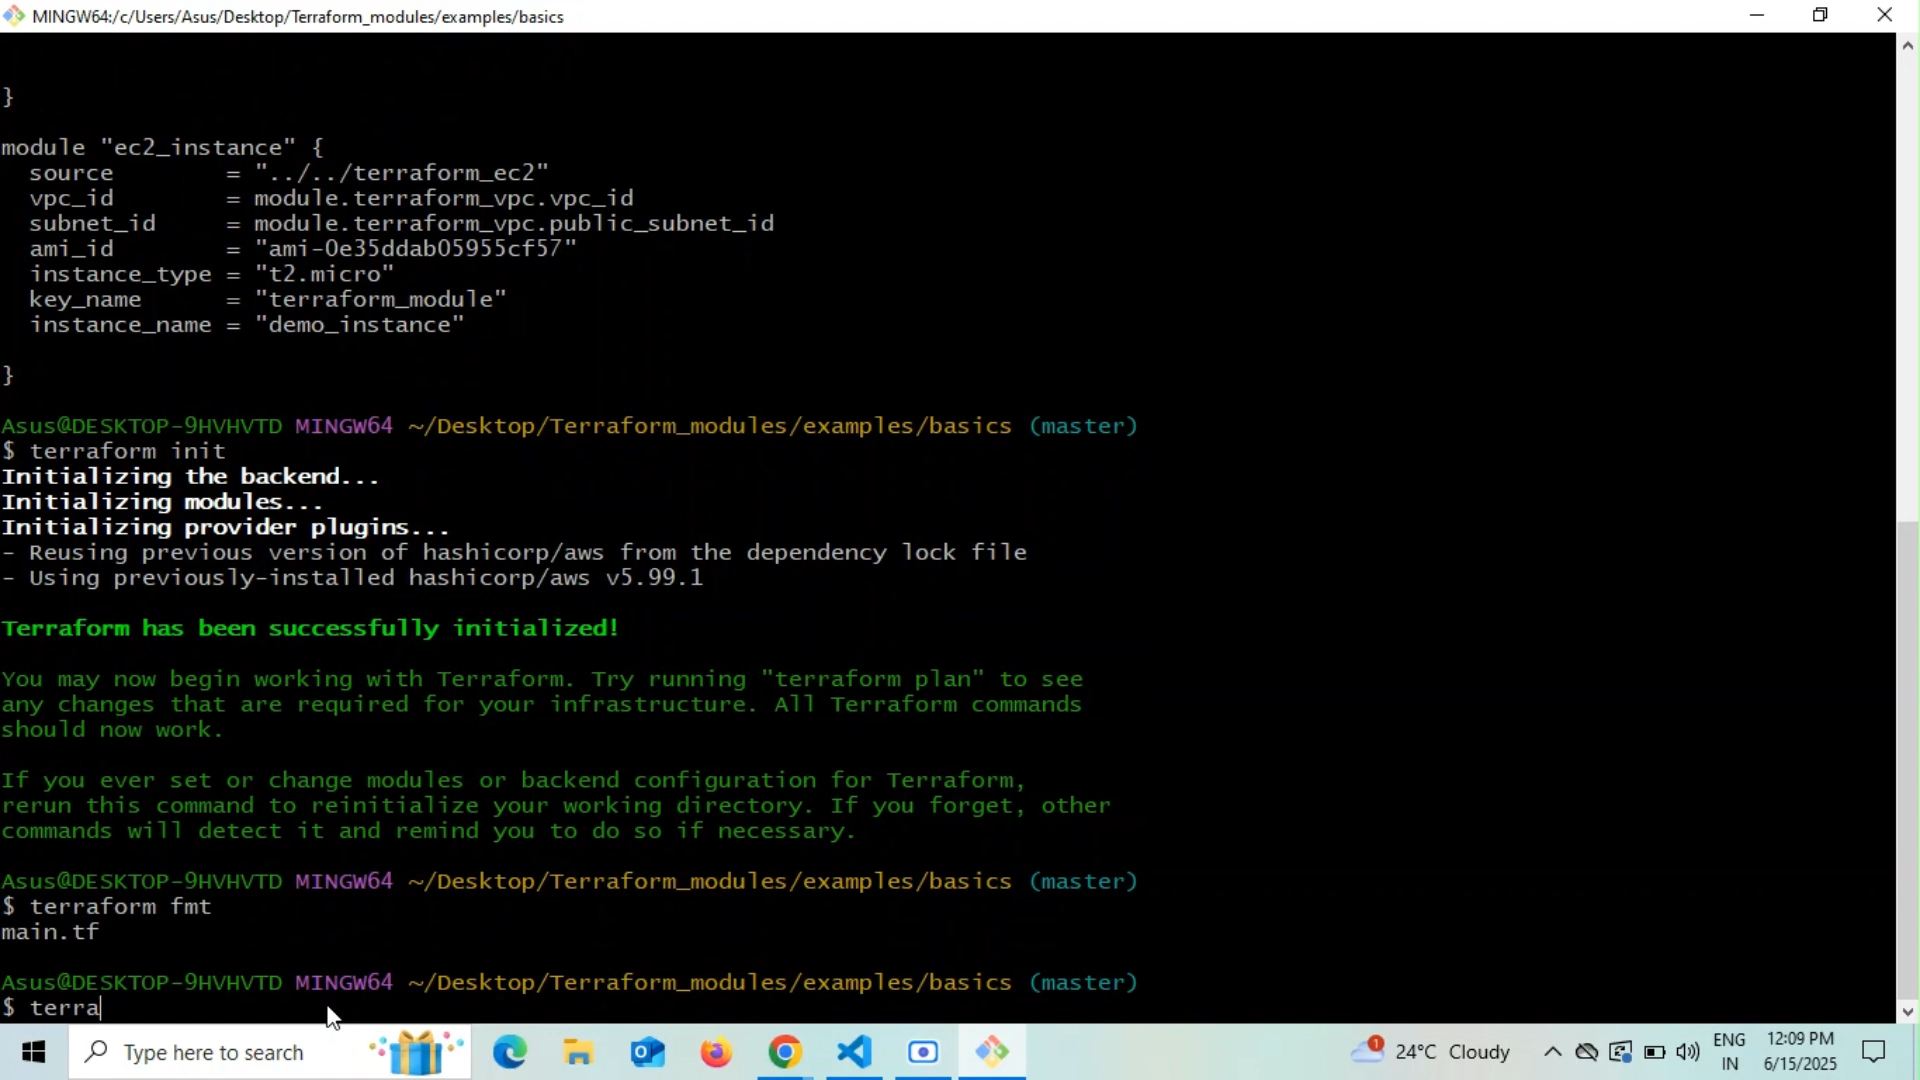 MINGW64:/c/Users/Asus/Desktop/Terraform_modules/examples/basics
}
module "ec2_instance" {
  source        = "../../terraform_ec2"
  vpc_id        = module.terraform_vpc.vpc_id
  subnet_id     = module.terraform_vpc.public_subnet_id
  ami_id        = "ami-0e35ddab05955cf57"
  instance_type = "t2.micro"
  key_name      = "terraform_module"
  instance_name = "demo_instance"
}
Asus@DESKTOP-9HVHVTD MINGW64 ~/Desktop/Terraform_modules/examples/basics (master)
$ terraform init
Initializing the backend...
Initializing modules...
Initializing provider plugins...
- Reusing previous version of hashicorp/aws from the dependency lock file
- Using previously-installed hashicorp/aws v5.99.1
Terraform has been successfully initialized!
You may now begin working with Terraform. Try running "terraform plan" to see
any changes that are required for your infrastructure. All Terraform commands
should now work.
If you ever set or change modules or backend configuration for Terraform,
rerun this command to reinitialize your working directory. If you forget, other
commands will detect it and remind you to do so if necessary.
Asus@DESKTOP-9HVHVTD MINGW64 ~/Desktop/Terraform_modules/examples/basics (master)
$ terraform fmt
main.tf
Asus@DESKTOP-9HVHVTD MINGW64 ~/Desktop/Terraform_modules/examples/basics (master)
$ terra
Type here to search
1
24°C Cloudy
ENG
IN
12:09 PM
6/15/2025